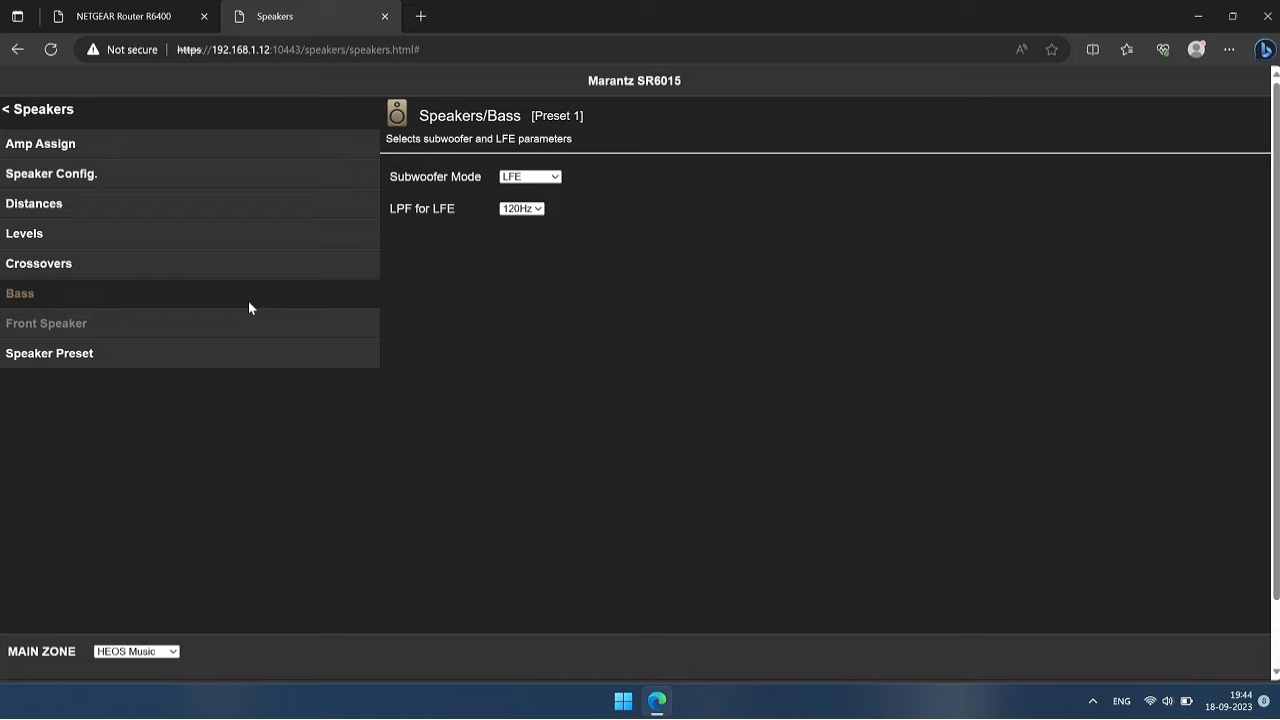 NETGEAR Router R6400
Speakers
Not secure
https://192.168.1.12:10443/speakers/speakers.html#
Marantz SR6015
< Speakers
Amp Assign
Speaker Config.
Distances
Levels
Crossovers
Bass
Front Speaker
Speaker Preset
Speakers/Bass [Preset 1]
Selects subwoofer and LFE parameters
Subwoofer Mode LFE
LPF for LFE 120Hz
MAIN ZONE HEOS Music
ENG
19:44
18-09-2023
8